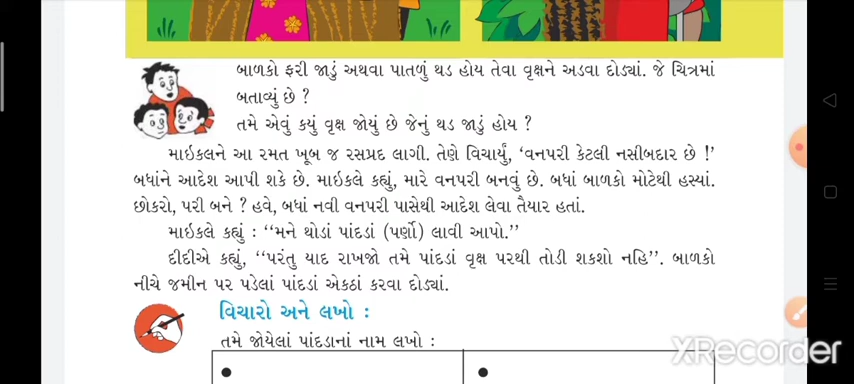 બાળકો ફરી જાડું અથવા પાતળું થડ હોય તેવા વૃક્ષને અડવા દોડ્યાં. જે ચિત્રમાં
બતાવ્યું છે ?
તમે એવું કયું વૃક્ષ જોયું છે જેનું થડ જાડું હોય ?
માઇકલને આ રમત ખૂબ જ રસપ્રદ લાગી. તેણે વિચાર્યું, ‘વનપરી કેટલી નસીબદાર છે !’
બધાંને આદેશ આપી શકે છે. માઇકલે કહ્યું, મારે વનપરી બનવું છે. બધાં બાળકો મોટેથી હસ્યાં.
છોકરો, પરી બને ? હવે, બધાં નવી વનપરી પાસેથી આદેશ લેવા તૈયાર હતાં.
માઇકલે કહ્યું : ‘‘મને થોડાં પાંદડાં (પર્ણો) લાવી આપો.’’
દીદીએ કહ્યું, ‘‘પરંતુ યાદ રાખજો તમે પાંદડાં વૃક્ષ પરથી તોડી શકશો નહિ’’. બાળકો
નીચે જમીન પર પડેલાં પાંદડાં એકઠાં કરવા દોડ્યાં.
વિચારો અને લખો :
તમે જોયેલાં પાંદડાનાં નામ લખો :
XRecorder